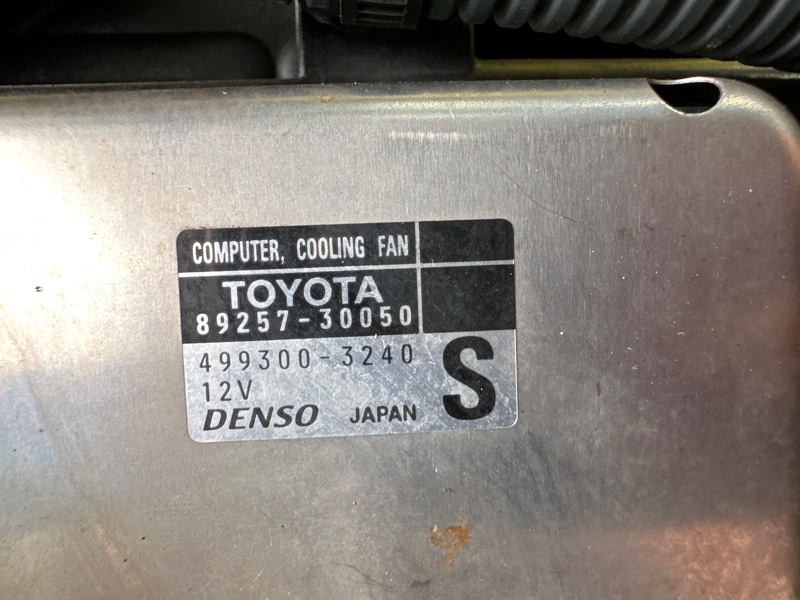 COMPUTER, COOLING FAN
TOYOTA
89257-30050
499300-3240
12V
S
DENSO JAPAN